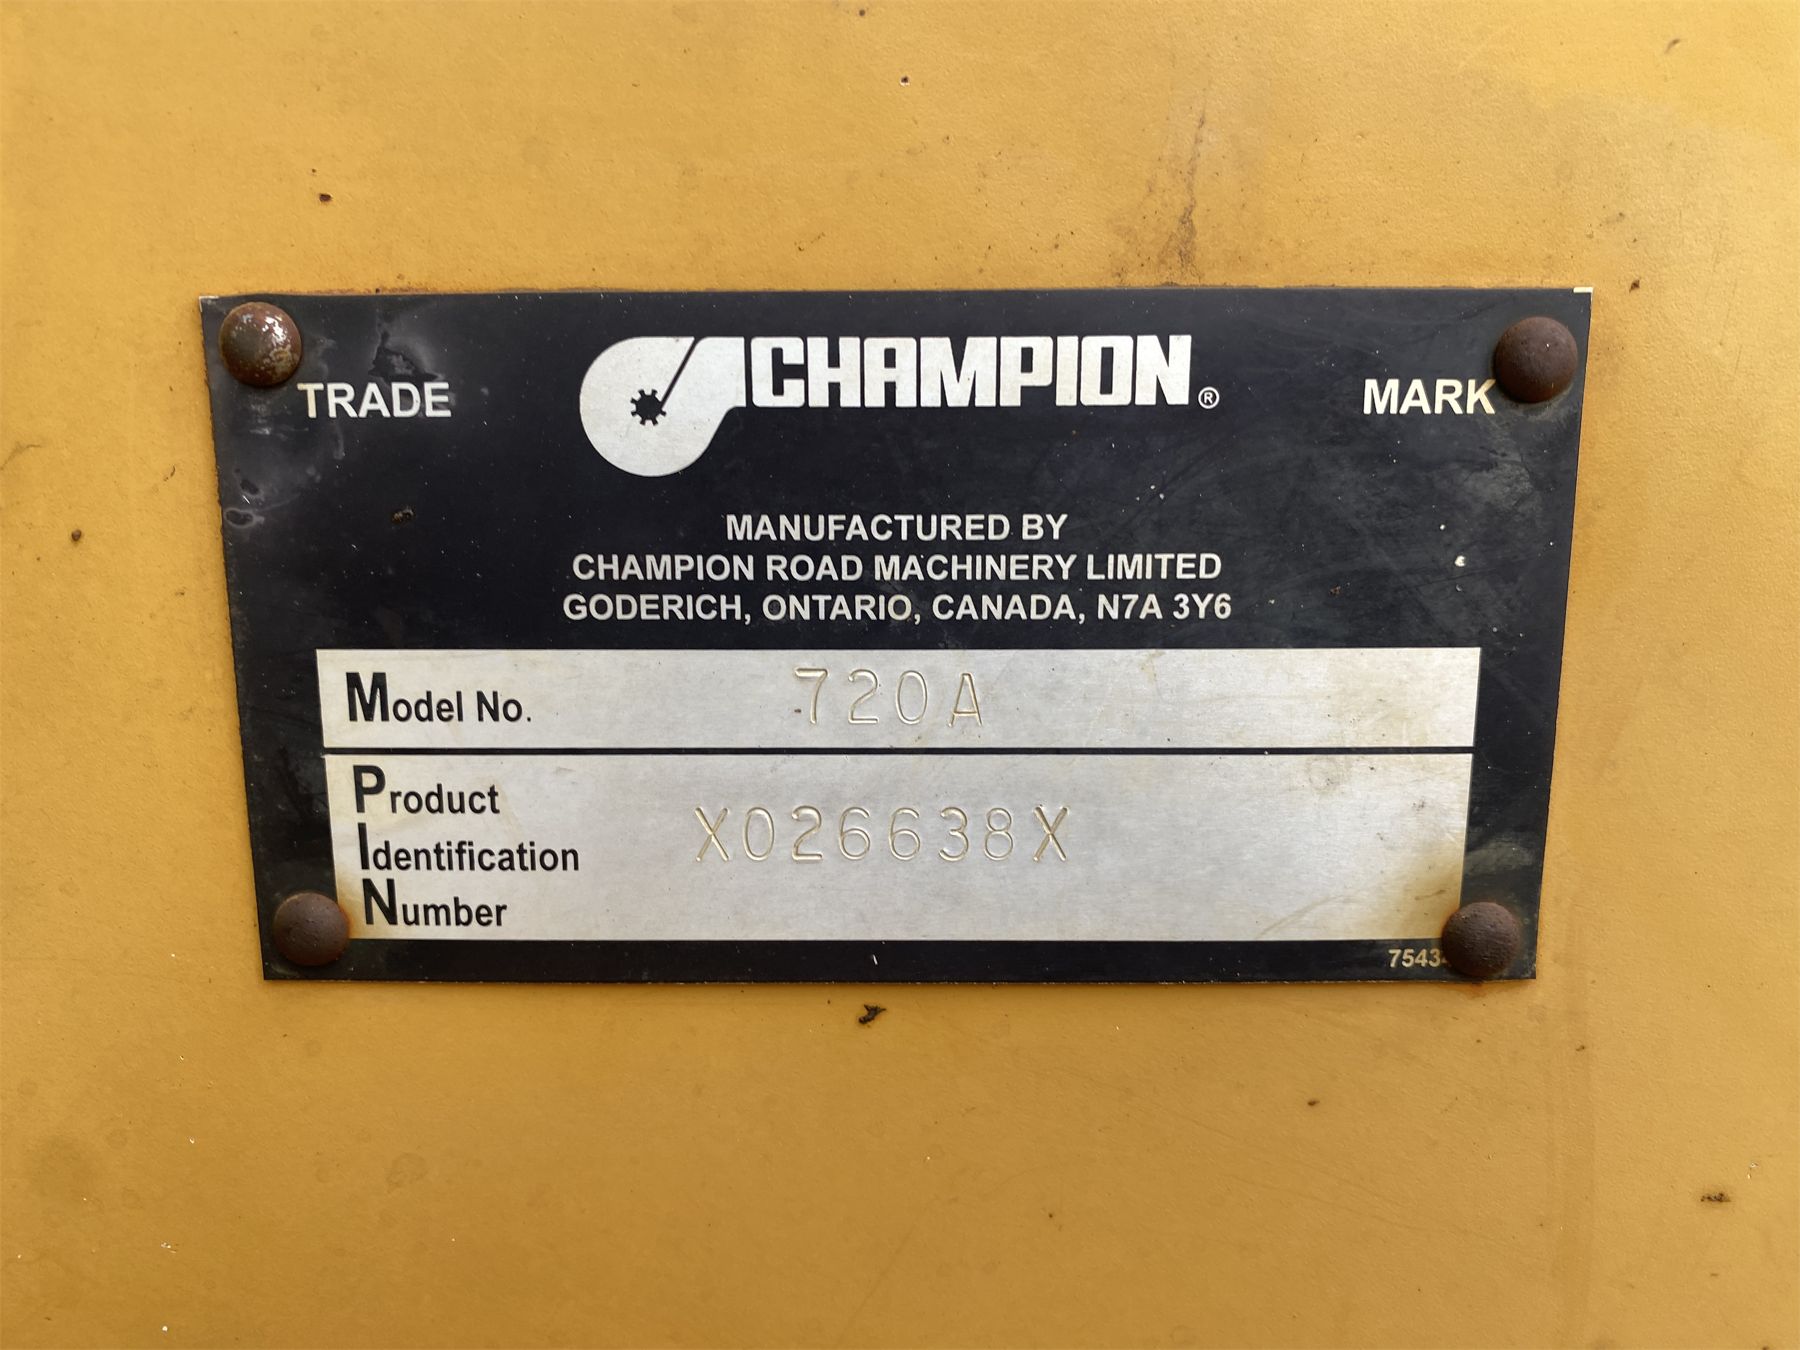 TRADE CHAMPION ® MARK
MANUFACTURED BY
CHAMPION ROAD MACHINERY LIMITED
GODERICH, ONTARIO, CANADA, N7A 3Y6
Model No. 720A
Product
Identification X026638X
Number